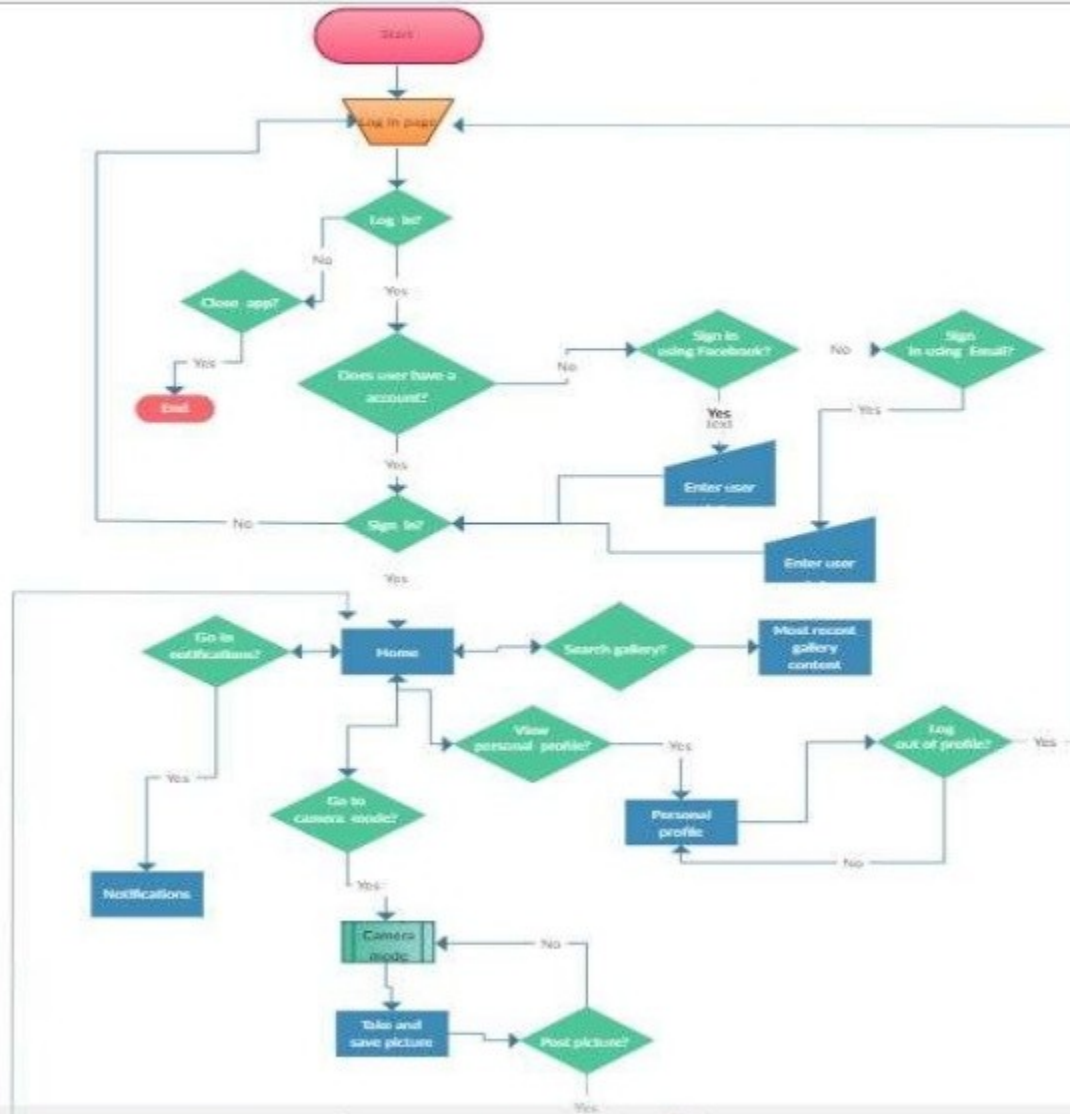 Start
Log in page
Log in?
No
Close app?
Yes
Yes
End
Does user have a
account?
No
Sign in
using Facebook?
No
Sign
in using Email?
Yes
Yes
text
Yes
Enter user
Sign in?
No
Enter user
Yes
Go in
notifications?
Home
Search gallery?
Most recent
gallery
content
View
personal profile?
Yes
Log
out of profile?
Yes
Yes
Go to
camera mode?
Personal
profile
No
Notifications
Yes
Camera
mode
No
Take and
save picture
Post picture?
Yes